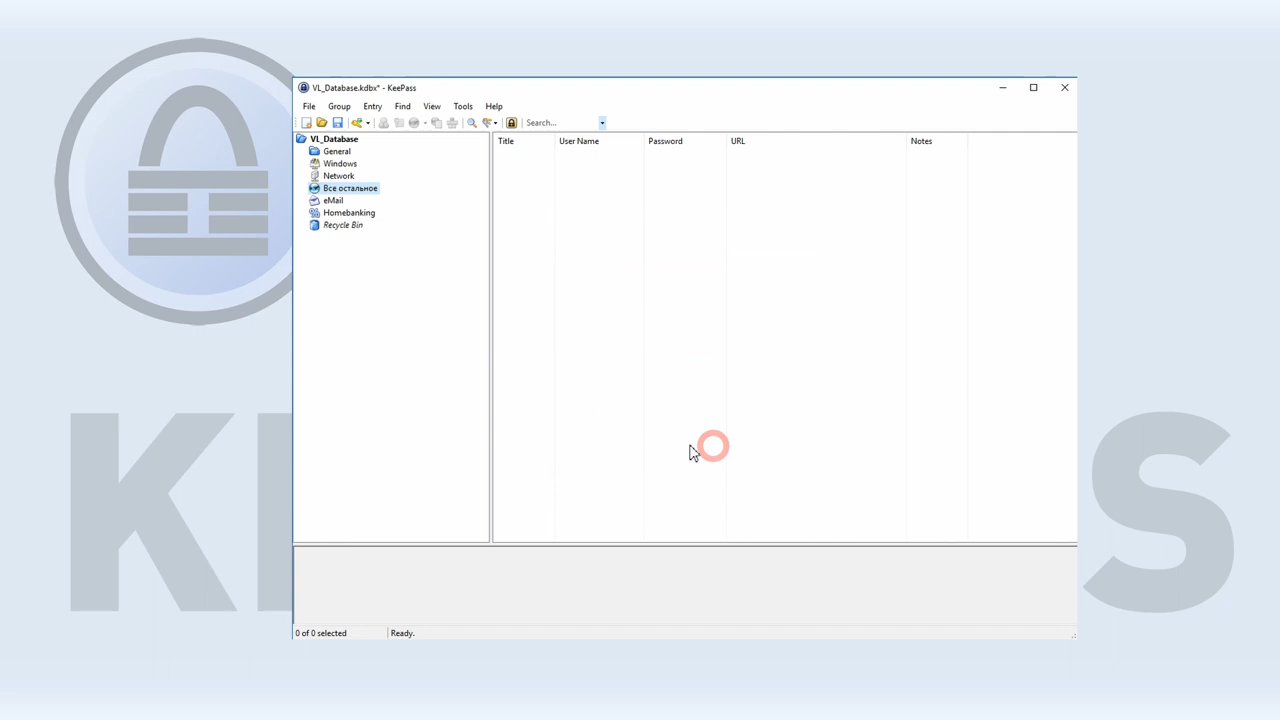 VL_Database.kdbx* - KeePass
File Group Entry Find View Tools Help
Search...
VL_Database
General
Windows
Network
Все остальное
eMail
Homebanking
Recycle Bin
Title User Name Password URL Notes
0 of 0 selected Ready.
K S